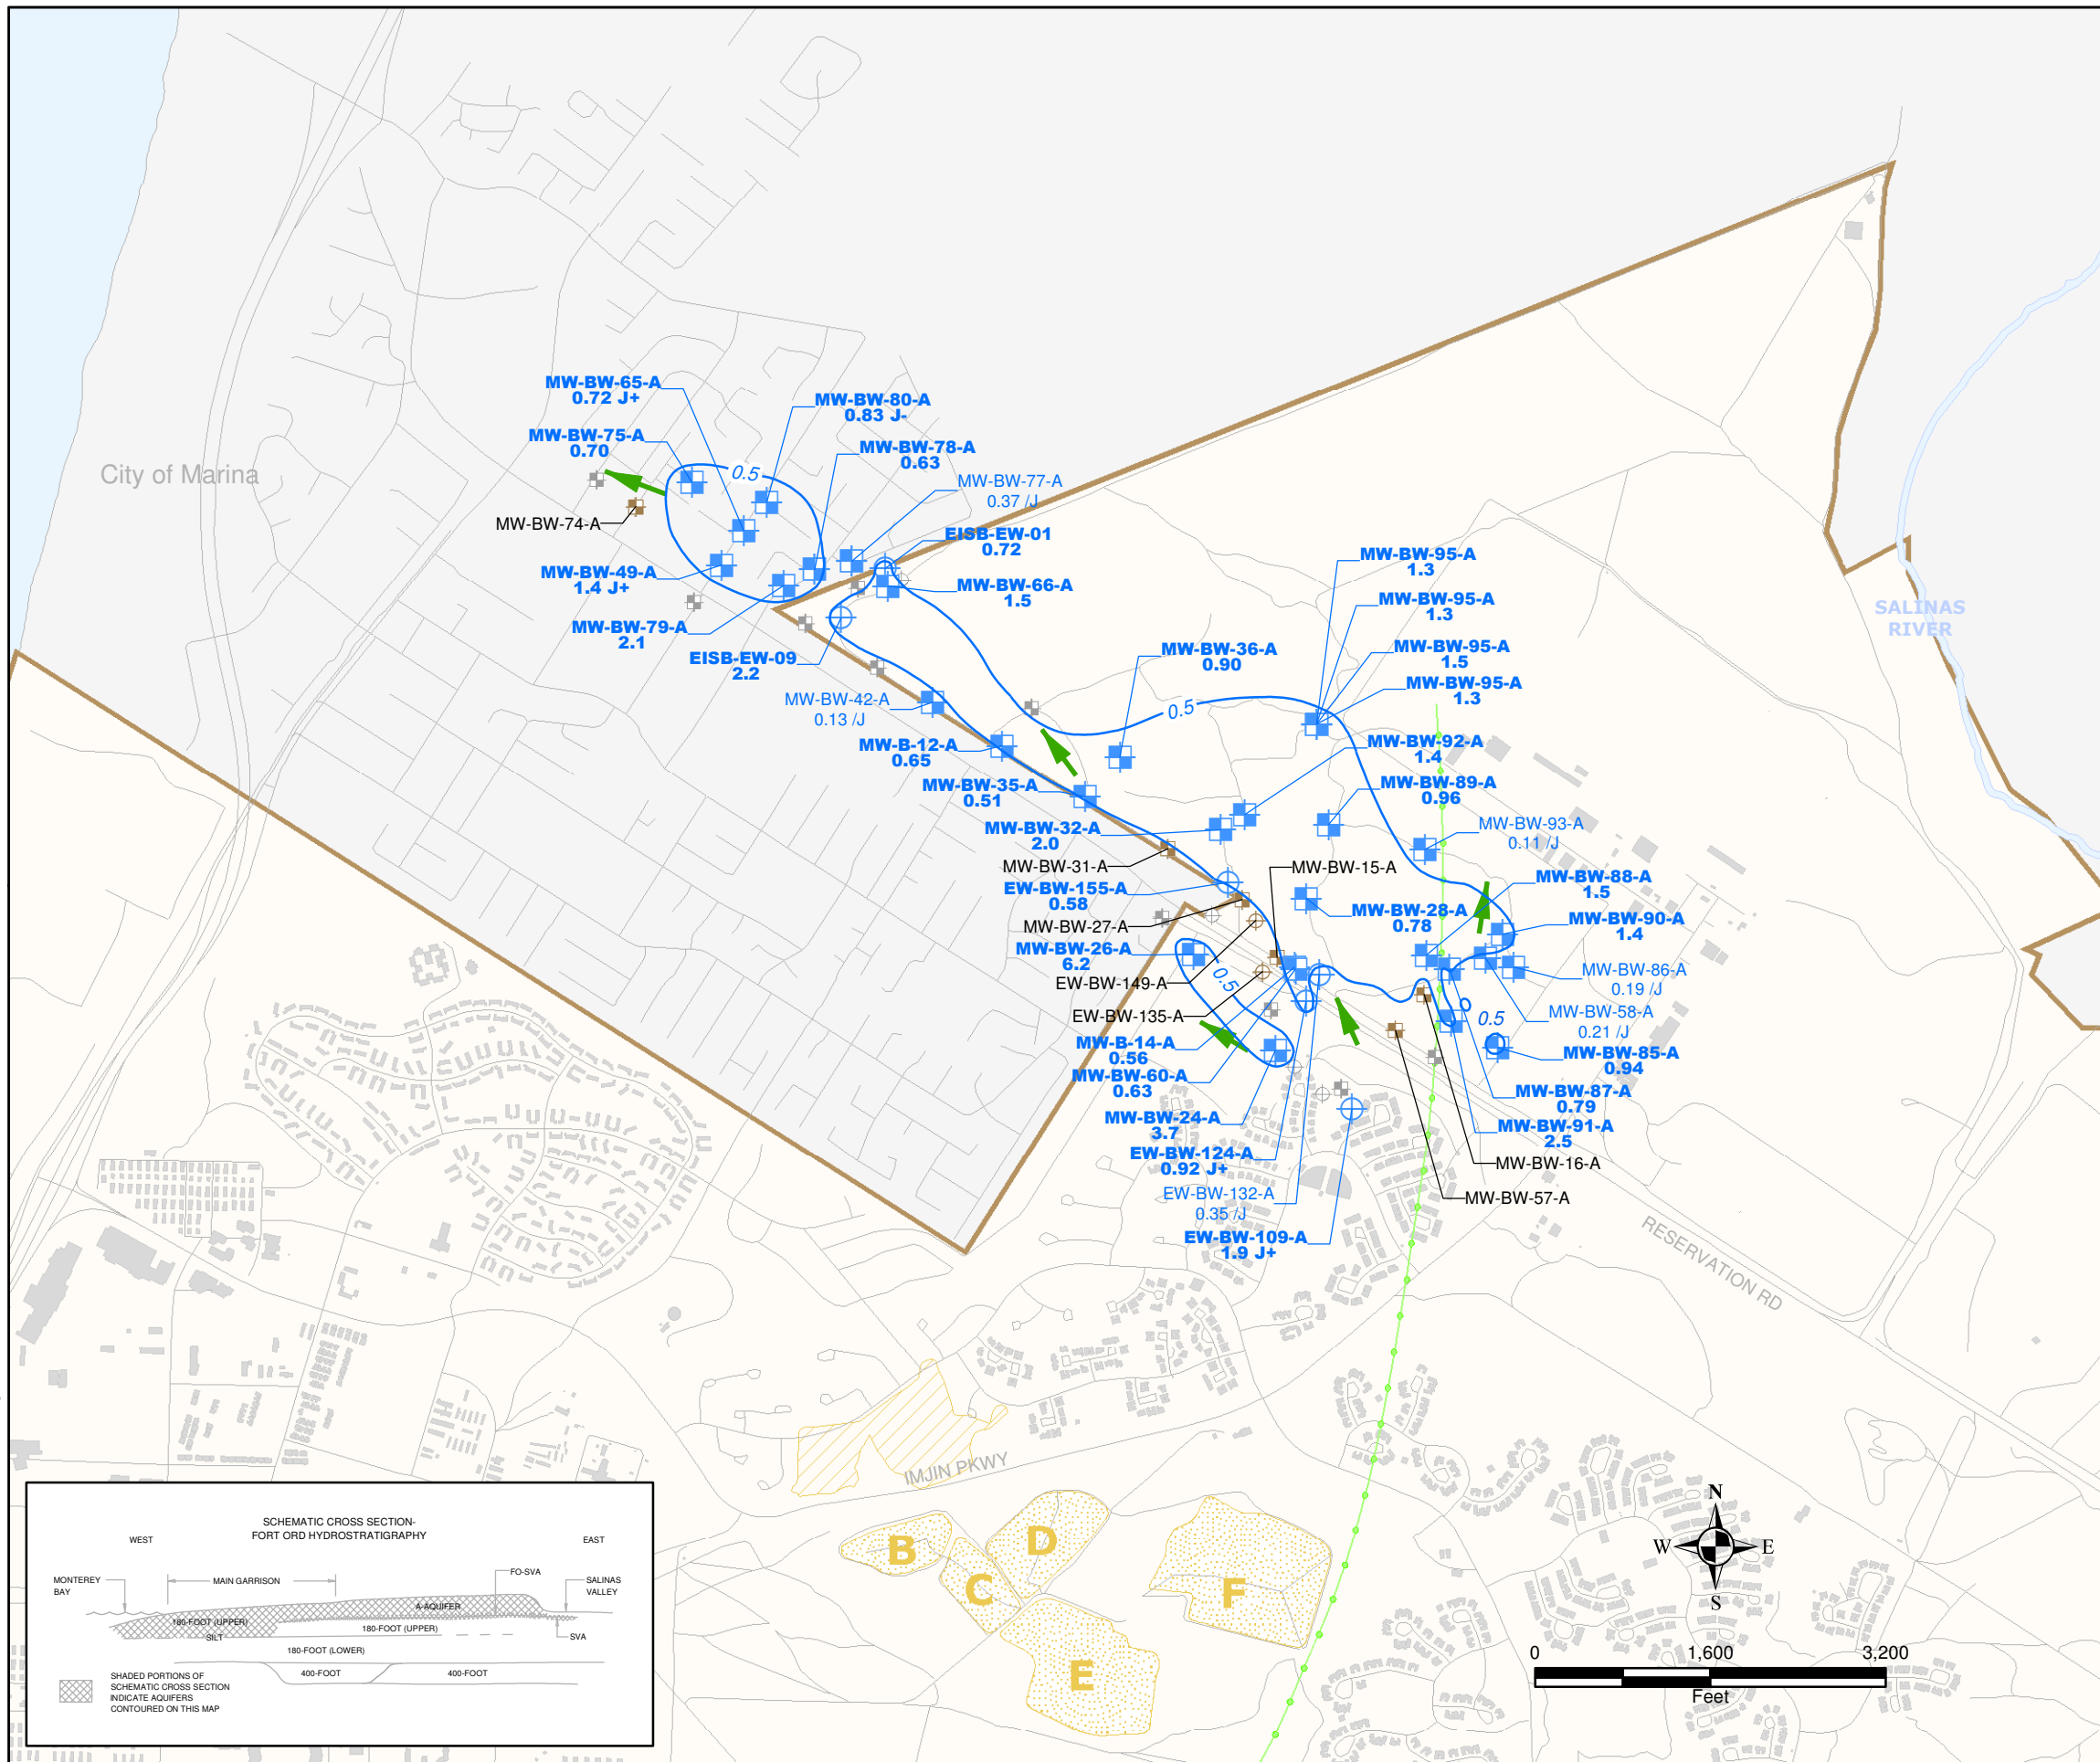 MW-BW-65-A
0.72 J+
MW-BW-80-A
0.83 J-
MW-BW-75-A
0.70
MW-BW-78-A
0.63
0.5
City of Marina
MW-BW-77-A
0.37 /J
MW-BW-74-A
EISB-EW-01
0.72
MW-BW-49-A
1.4 J+
MW-BW-66-A
1.5
MW-BW-95-A
1.3
MW-BW-95-A
1.3
SALINAS
RIVER
MW-BW-79-A
2.1
EISB-EW-09
2.2
MW-BW-36-A
0.90
MW-BW-95-A
1.5
MW-BW-95-A
1.3
MW-BW-42-A
0.13 /J
0.5
MW-B-12-A
0.65
MW-BW-92-A
1.4
MW-BW-35-A
0.51
MW-BW-89-A
0.96
MW-BW-32-A
2.0
MW-BW-93-A
0.11 /J
MW-BW-31-A
MW-BW-15-A
EW-BW-155-A
0.58
MW-BW-88-A
1.5
MW-BW-27-A
MW-BW-28-A
0.78
MW-BW-90-A
1.4
MW-BW-26-A
6.2
EW-BW-149-A
0.5
MW-BW-86-A
0.19 /J
EW-BW-135-A
0.5
MW-BW-58-A
0.21 /J
MW-B-14-A
0.56
MW-BW-85-A
0.94
MW-BW-60-A
0.63
MW-BW-87-A
0.79
MW-BW-24-A
3.7
MW-BW-91-A
2.5
EW-BW-124-A
0.92 J+
MW-BW-16-A
EW-BW-132-A
0.35 /J
MW-BW-57-A
EW-BW-109-A
1.9 J+
RESERVATION RD
IMJIN PKWY
B
C
D
E
F
SCHEMATIC CROSS SECTION-
FORT ORD HYDROSTRATIGRAPHY
WEST
EAST
MONTEREY
BAY
MAIN GARRISON
FO-SVA
SALINAS
VALLEY
A-AQUIFER
180-FOOT (UPPER)
180-FOOT (UPPER)
SILT
SVA
180-FOOT (LOWER)
400-FOOT
400-FOOT
SHADED PORTIONS OF
SCHEMATIC CROSS SECTION
INDICATE AQUIFERS
CONTOURED ON THIS MAP
N
W
E
S
0
1,600
3,200
Feet